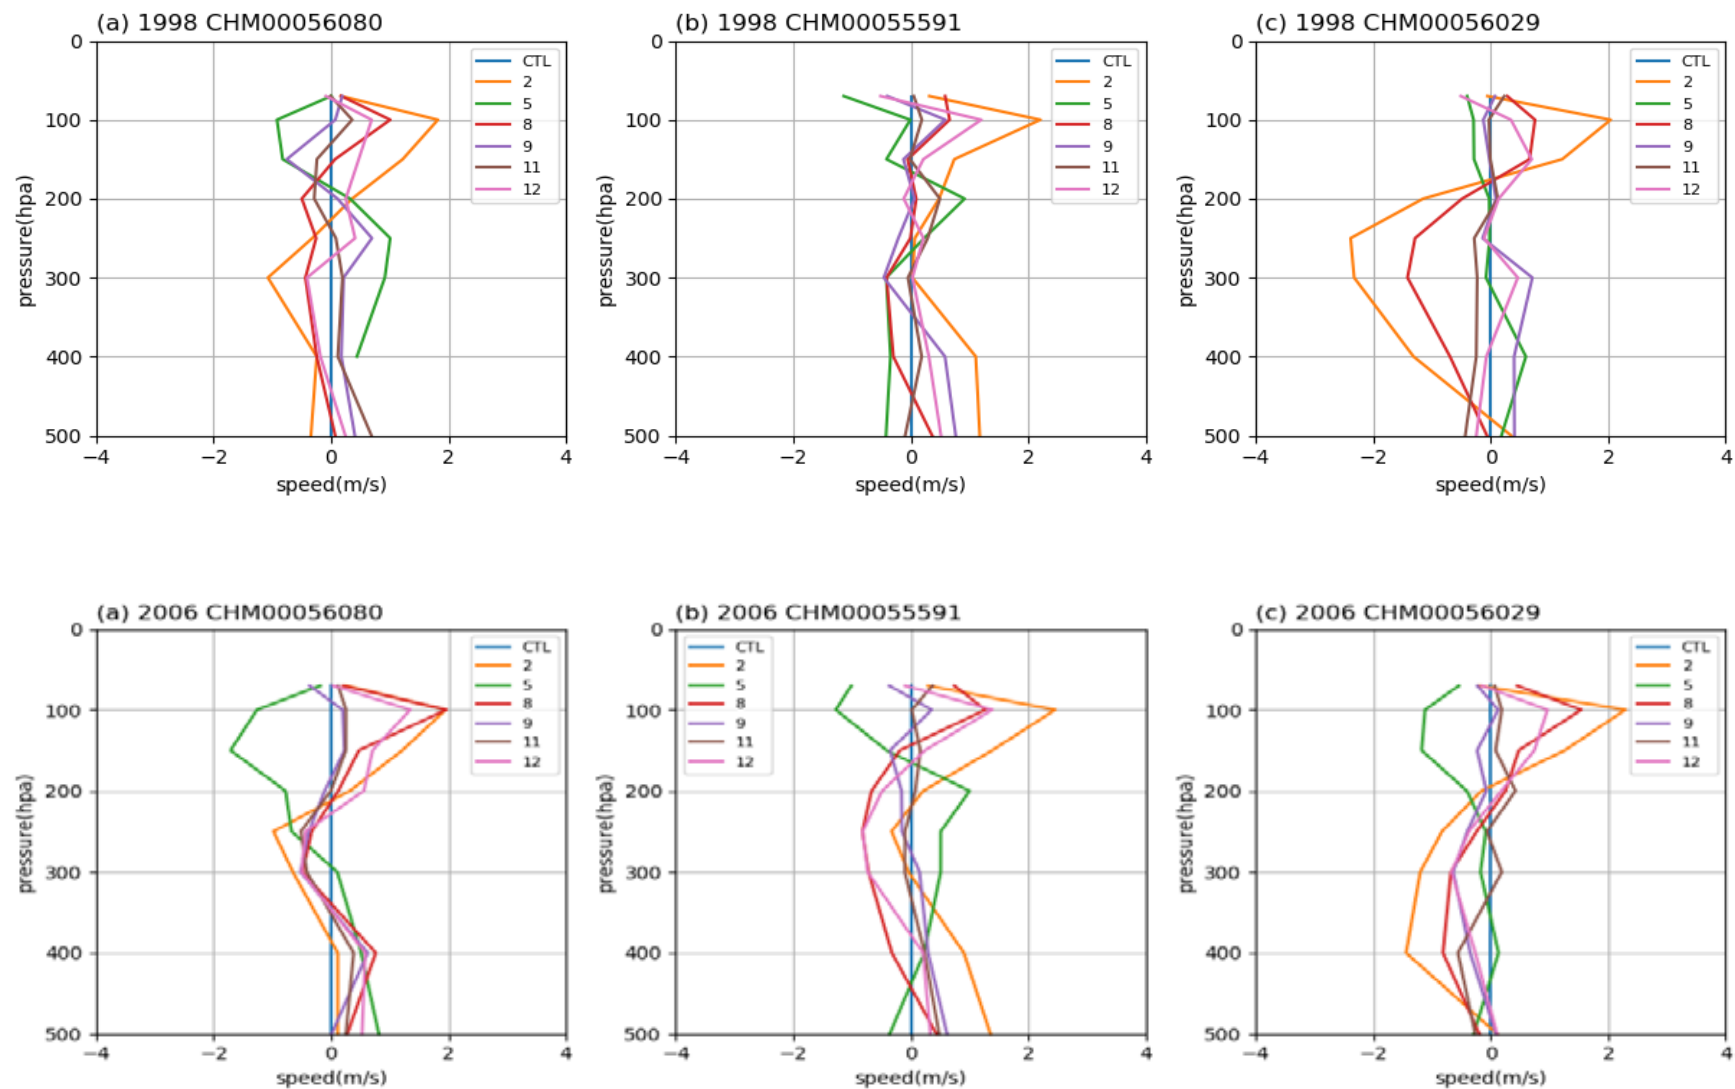 (a) 1998 CHM00056080
0
100
200
300
400
500
pressure(hpa)
−4 −2 0 2 4
speed(m/s)
CTL
2
5
8
9
11
12
(b) 1998 CHM00055591
0
100
200
300
400
500
pressure(hpa)
−4 −2 0 2 4
speed(m/s)
CTL
2
5
8
9
11
12
(c) 1998 CHM00056029
0
100
200
300
400
500
pressure(hpa)
−4 −2 0 2 4
speed(m/s)
CTL
2
5
8
9
11
12
(a) 2006 CHM00056080
0
100
200
300
400
500
pressure(hpa)
−4 −2 0 2 4
speed(m/s)
CTL
2
5
8
9
11
12
(b) 2006 CHM00055591
0
100
200
300
400
500
pressure(hpa)
−4 −2 0 2 4
speed(m/s)
CTL
2
5
8
9
11
12
(c) 2006 CHM00056029
0
100
200
300
400
500
pressure(hpa)
−4 −2 0 2 4
speed(m/s)
CTL
2
5
8
9
11
12